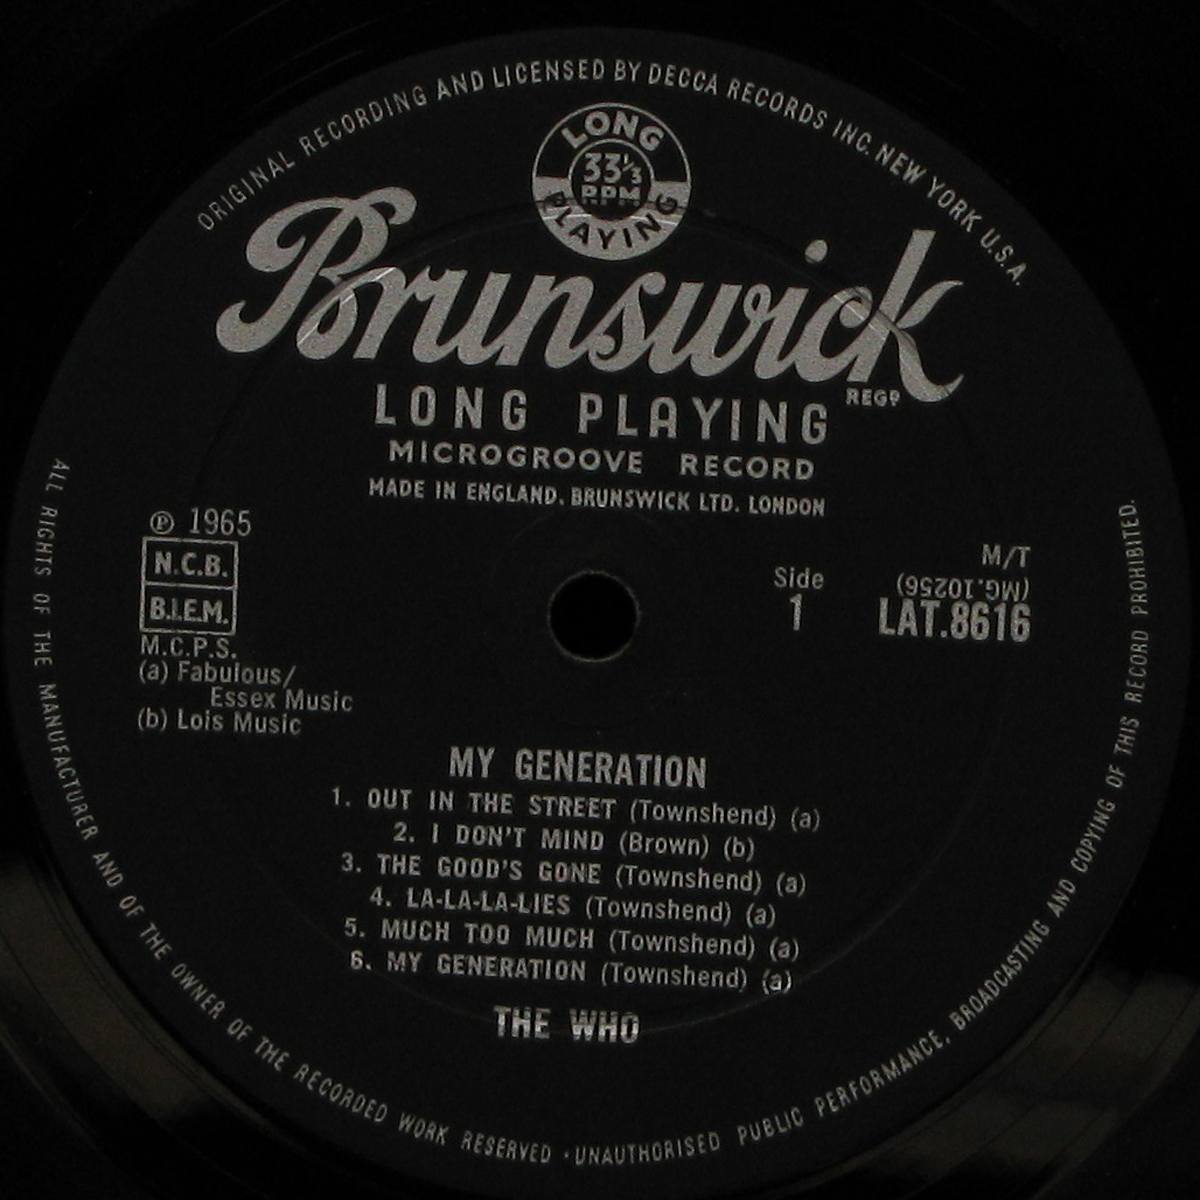 ORIGINAL RECORDING AND LICENSED BY DECCA RECORDS INC. NEW YORK U.S.A.
LONG
33⅓
RPM
PLAYING
Brunswick
REGD
LONG PLAYING
MICROGROOVE RECORD
MADE IN ENGLAND. BRUNSWICK LTD. LONDON
℗ 1965
N.C.B.
B.I.E.M.
M.C.P.S.
(a) Fabulous/
Essex Music
(b) Lois Music
Side
1
M/T
(MG.10256)
LAT.8616
MY GENERATION
1. OUT IN THE STREET (Townshend) (a)
2. I DON'T MIND (Brown) (b)
3. THE GOOD'S GONE (Townshend) (a)
4. LA-LA-LA-LIES (Townshend) (a)
5. MUCH TOO MUCH (Townshend) (a)
6. MY GENERATION (Townshend) (a)
THE WHO
ALL RIGHTS OF THE MANUFACTURER AND OF THE OWNER OF THE RECORDED WORK RESERVED · UNAUTHORISED PUBLIC PERFORMANCE, BROADCASTING AND COPYING OF THIS RECORD PROHIBITED.